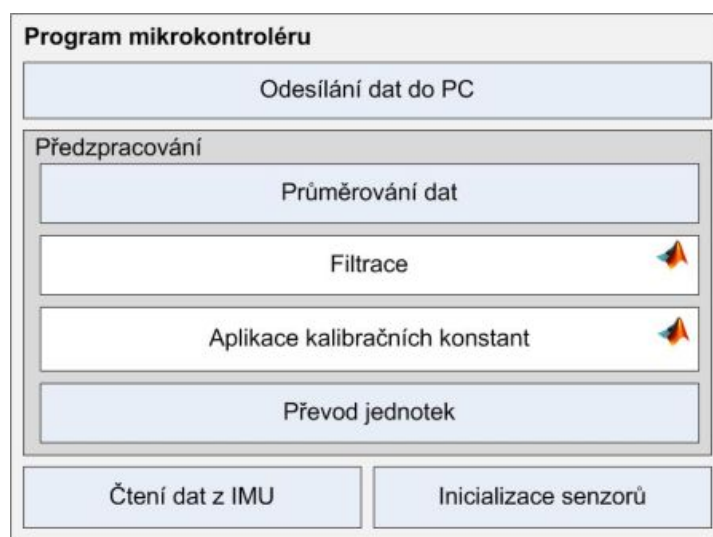 Program mikrokontroléru
Odesílání dat do PC
Předzpracování
Průměrování dat
Filtrace
Aplikace kalibračních konstant
Převod jednotek
Čtení dat z IMU
Inicializace senzorů